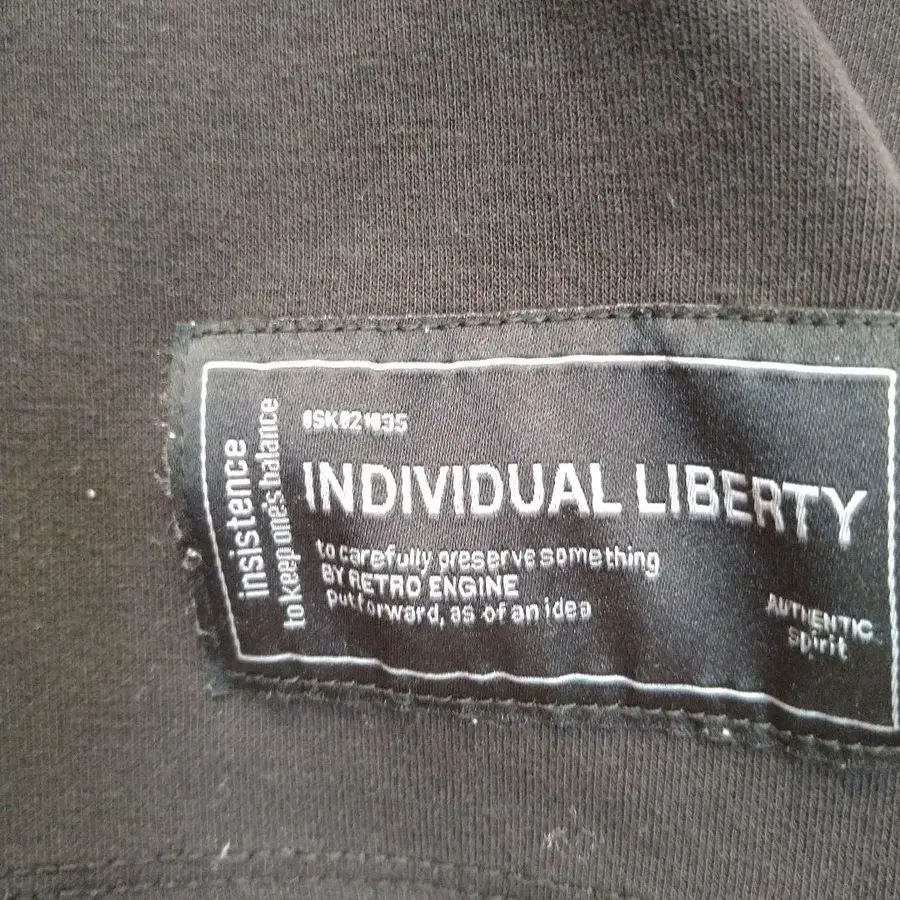 insistence
to keep one's balance
INDIVIDUAL LIBERTY
to carefully preserve something
BY RETRO ENGINE
put forward, as of an idea
AUTHENTIC
spirit